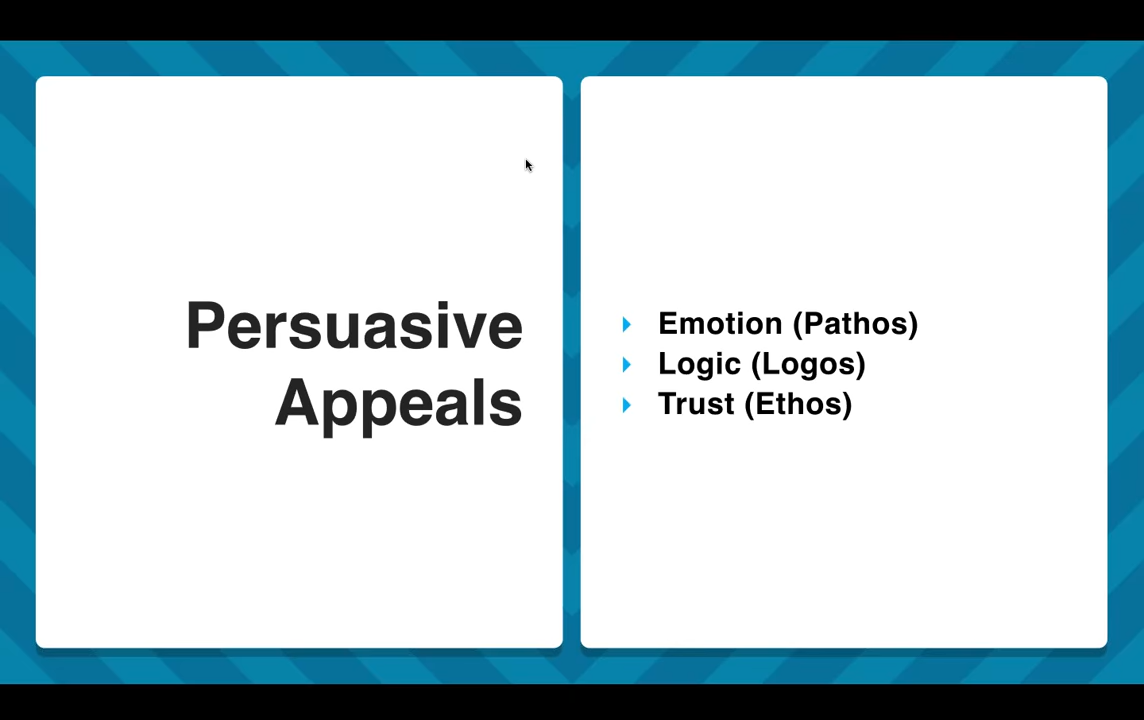 Persuasive
Appeals
Emotion (Pathos)
Logic (Logos)
Trust (Ethos)